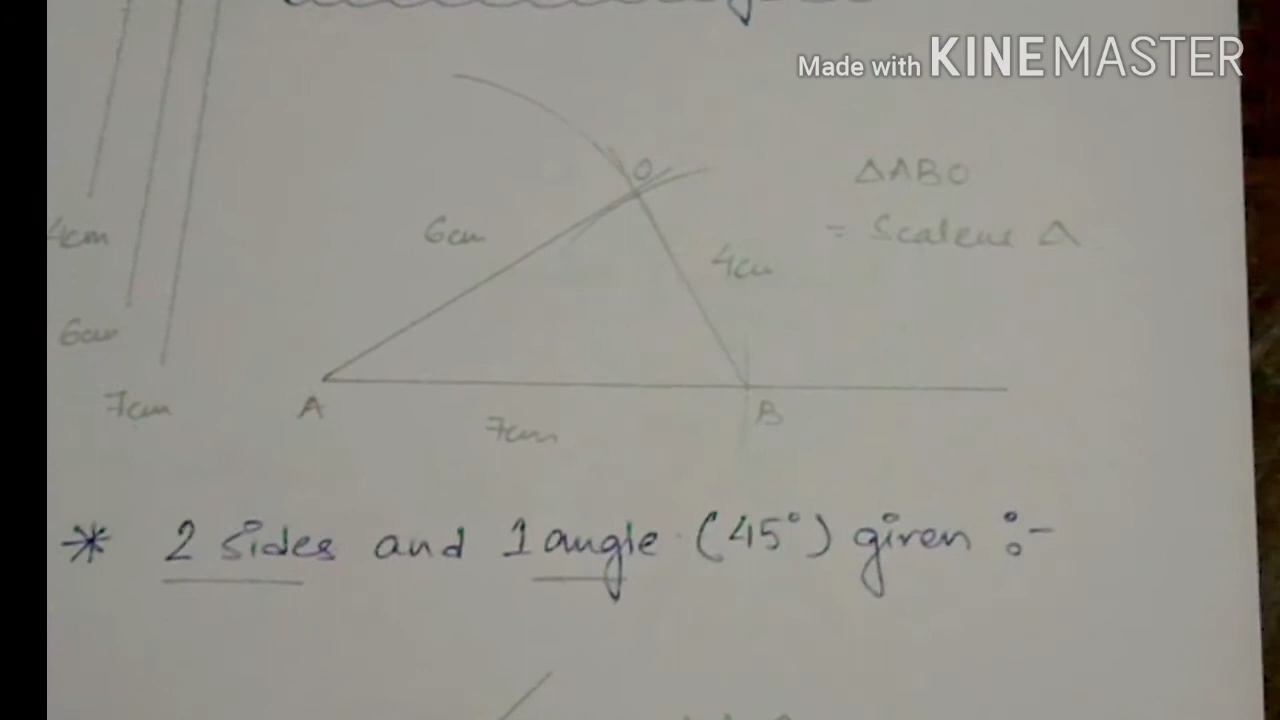 Made with KINEMASTER
O
ΔABO
6cm
4cm
= Scalene Δ
4cm
6cm
7cm
A
B
7cm
* 2 sides and 1 angle (45°) given :-